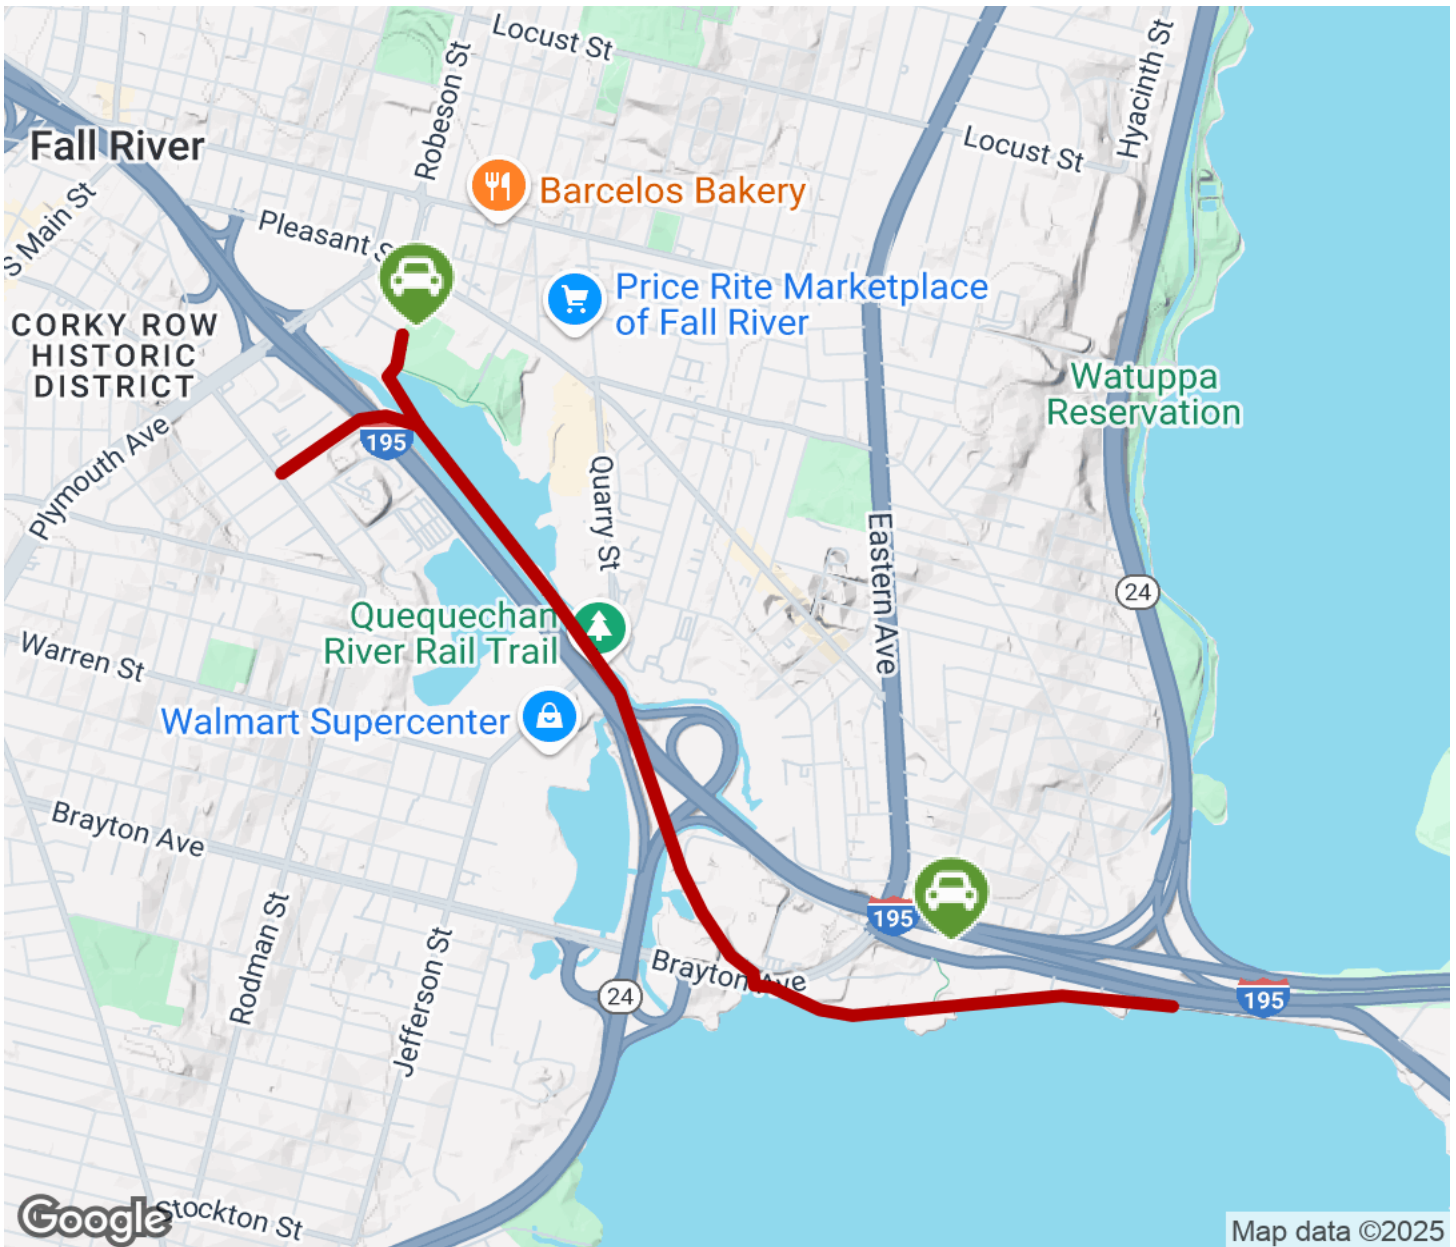 Locust St
Hyacinth St
Robeson St
Fall River
Locust St
Barcelos Bakery
S Main St
Pleasant S
Price Rite Marketplace
of Fall River
CORKY ROW
HISTORIC
DISTRICT
Watuppa
Reservation
195
Plymouth Ave
Quarry St
Eastern Ave
24
Quequechan
River Rail Trail
Warren St
Walmart Supercenter
Brayton Ave
195
Rodman St
Jefferson St
Brayton Ave
24
195
Stockton St
Google
Map data ©2025